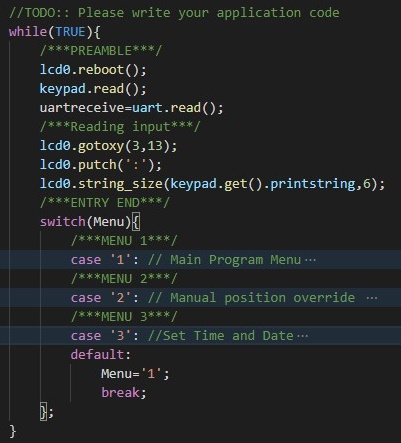 //TODO:: Please write your application code
while(TRUE){
/***PREAMBLE***/
lcd0.reboot();
keypad.read();
uartreceive=uart.read();
/***Reading input***/
lcd0.gotoxy(3,13);
lcd0.putch(':');
lcd0.string_size(keypad.get().printstring,6);
/***ENTRY END***/
switch(Menu){
/***MENU 1***/
case '1': // Main Program Menu⋯
/***MENU 2***/
case '2': // Manual position override ⋯
/***MENU 3***/
case '3': //Set Time and Date⋯
default:
Menu='1';
break;
};
}